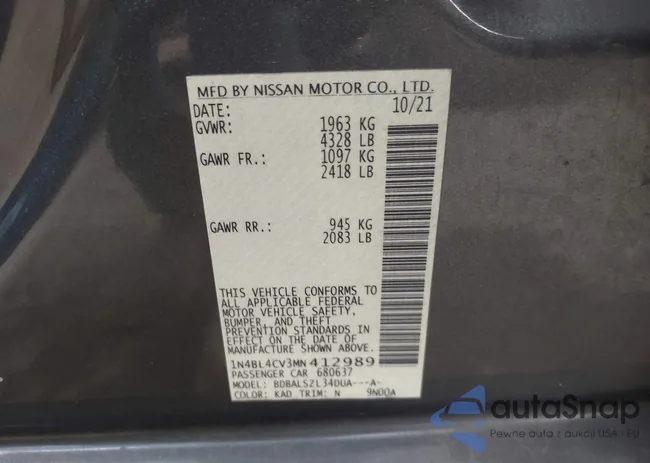 MFD BY NISSAN MOTOR CO., LTD.
DATE: 10/21
GVWR: 1963 KG
4328 LB
GAWR FR.: 1097 KG
2418 LB
GAWR RR.: 945 KG
2083 LB
THIS VEHICLE CONFORMS TO
ALL APPLICABLE FEDERAL
MOTOR VEHICLE SAFETY,
BUMPER, AND THEFT
PREVENTION STANDARDS IN
EFFECT ON THE DATE OF
MANUFACTURE SHOWN ABOVE.
1N4BL4CV3MN412989
PASSENGER CAR 680637
MODEL: BDBALSZL34DUA---A-
COLOR: KAD TRIM: N 9NOOA
autoSnap
Pewne auta z aukcji USA i EU